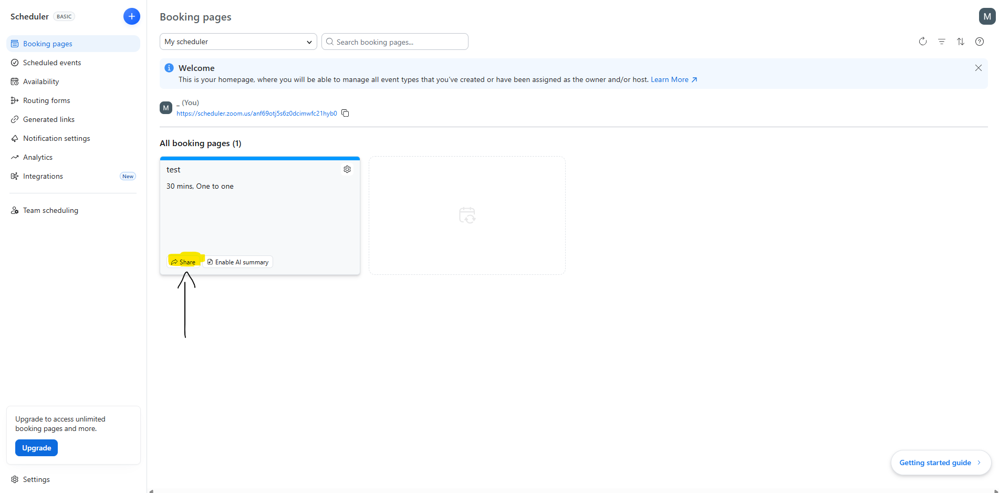 Scheduler BASIC
Booking pages
Scheduled events
Availability
Routing forms
Generated links
Notification settings
Analytics
Integrations New
Team scheduling
Upgrade to access unlimited
booking pages and more.
Upgrade
Settings
Booking pages
M
My scheduler
Search booking pages...
Welcome
This is your homepage, where you will be able to manage all event types that you've created or have been assigned as the owner and/or host. Learn More
M
_ (You)
https://scheduler.zoom.us/anf69otj5s6z0dcimwfc21hyb0
All booking pages (1)
test
30 mins, One to one
Share Enable AI summary
Getting started guide